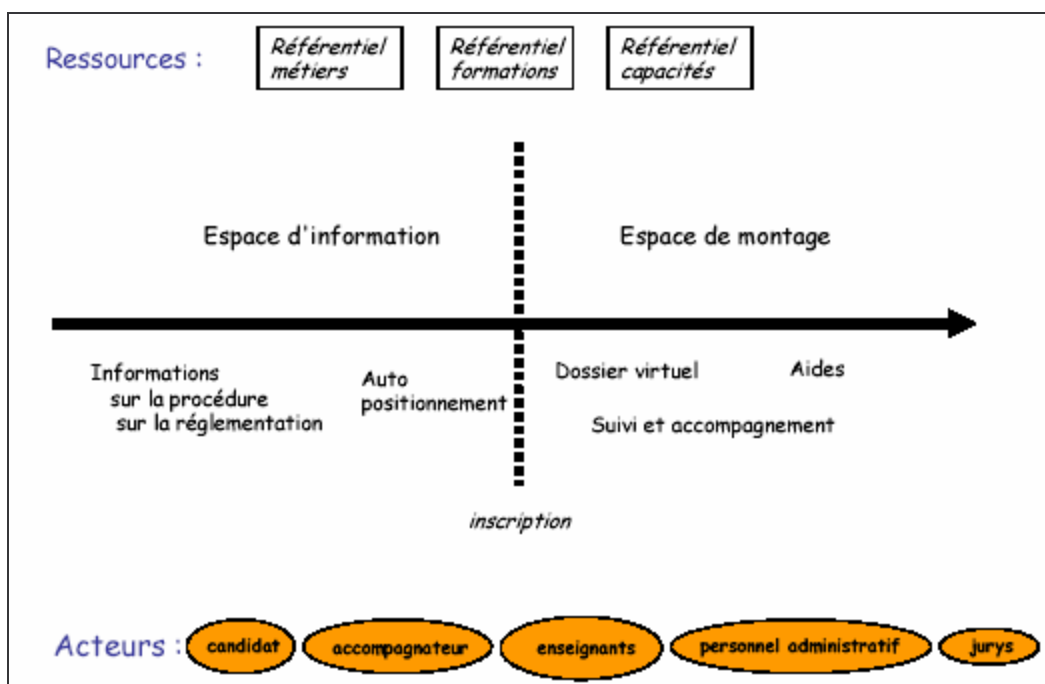 Ressources :
Référentiel
métiers
Référentiel
formations
Référentiel
capacités
Espace d'information
Espace de montage
Informations
sur la procédure
sur la réglementation
Auto
positionnement
Dossier virtuel
Aides
Suivi et accompagnement
inscription
Acteurs :
candidat
accompagnateur
enseignants
personnel administratif
jurys